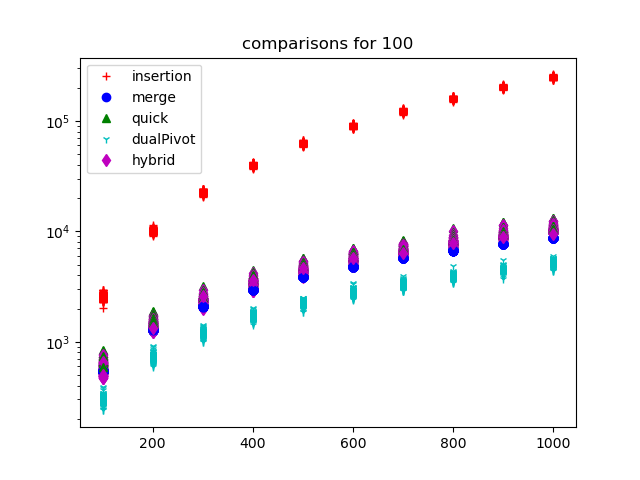 comparisons for 100
insertion
merge
quick
dualPivot
hybrid
10^5
10^4
10^3
200 400 600 800 1000